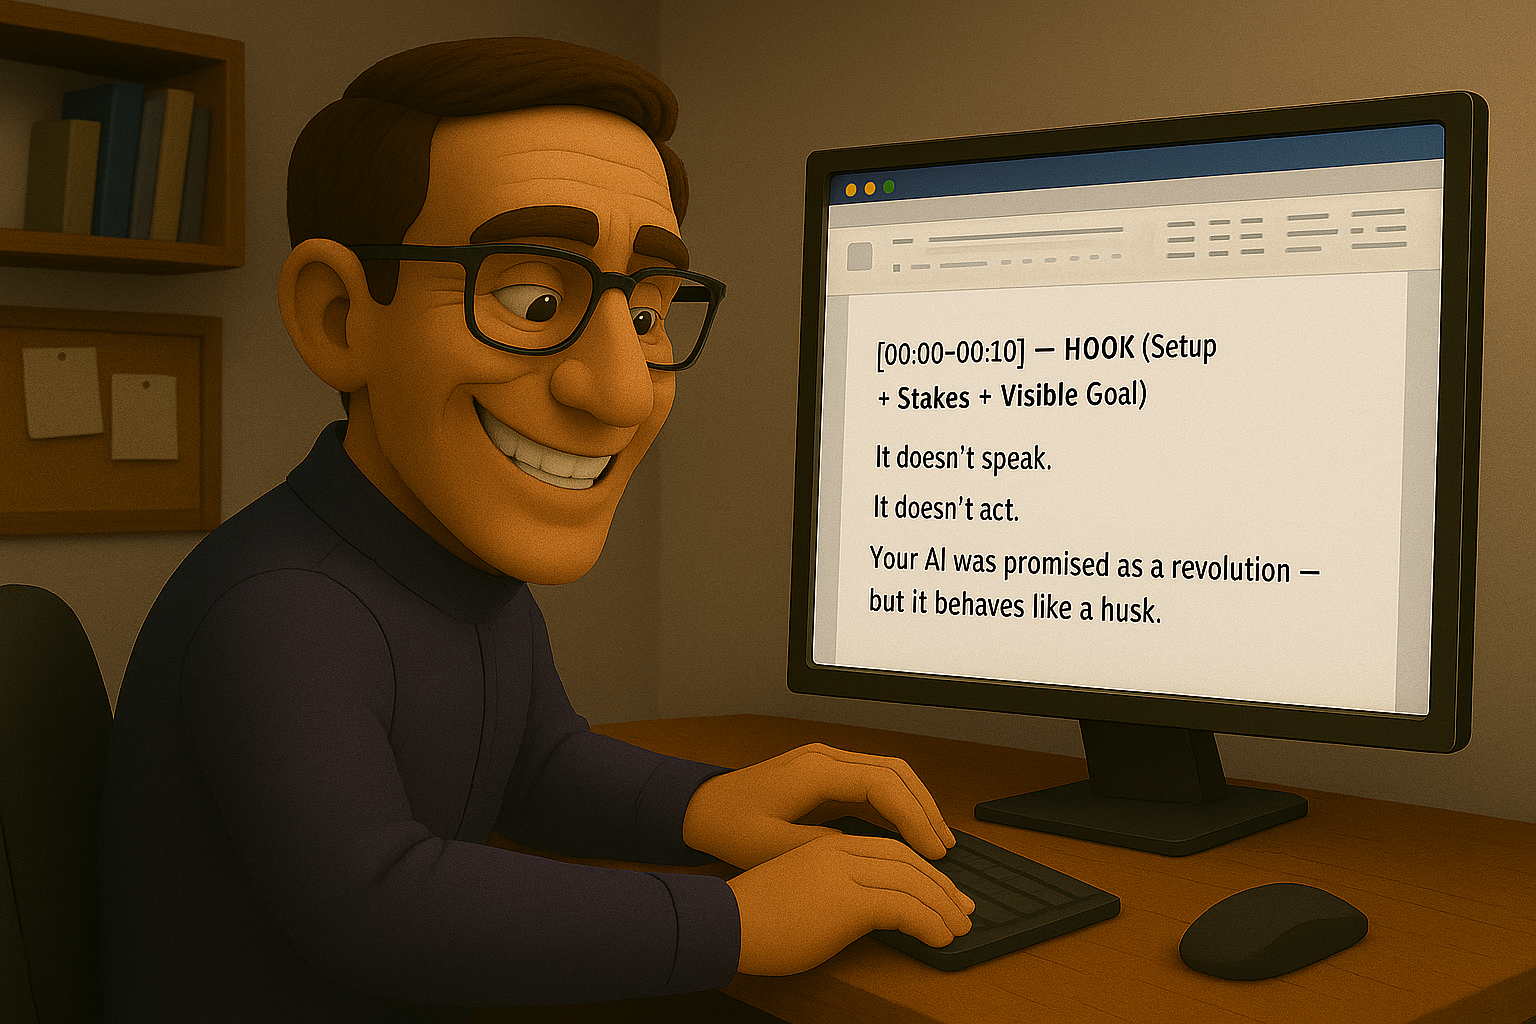 [00:00–00:10] — HOOK (Setup
+ Stakes + Visible Goal)
It doesn't speak.
It doesn't act.
Your AI was promised as a revolution —
but it behaves like a husk.